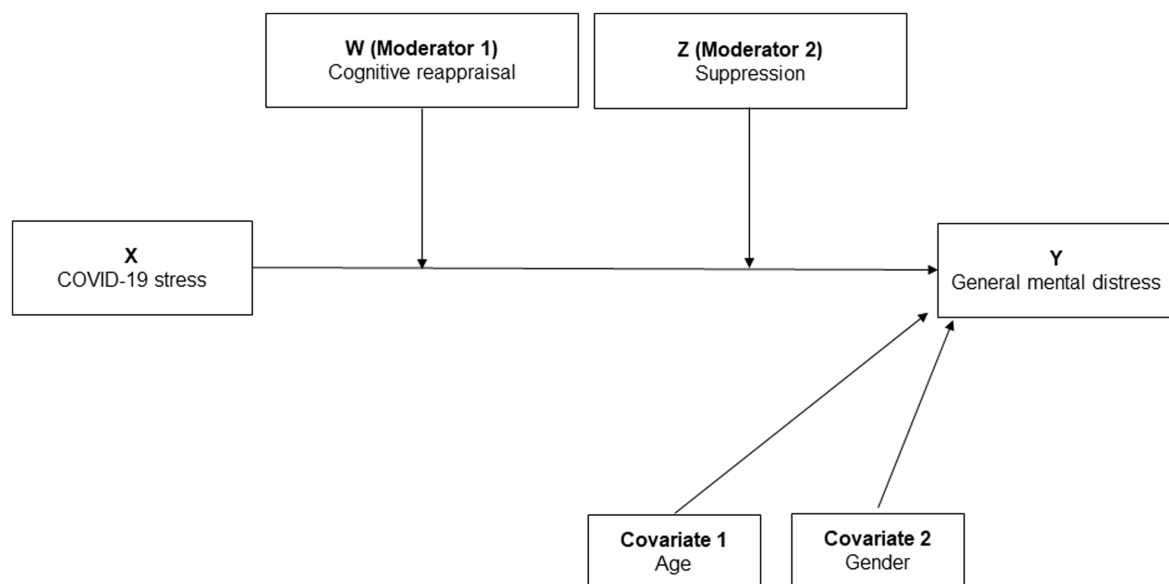 W (Moderator 1)
Cognitive reappraisal
Z (Moderator 2)
Suppression
X
COVID-19 stress
Y
General mental distress
Covariate 1
Age
Covariate 2
Gender